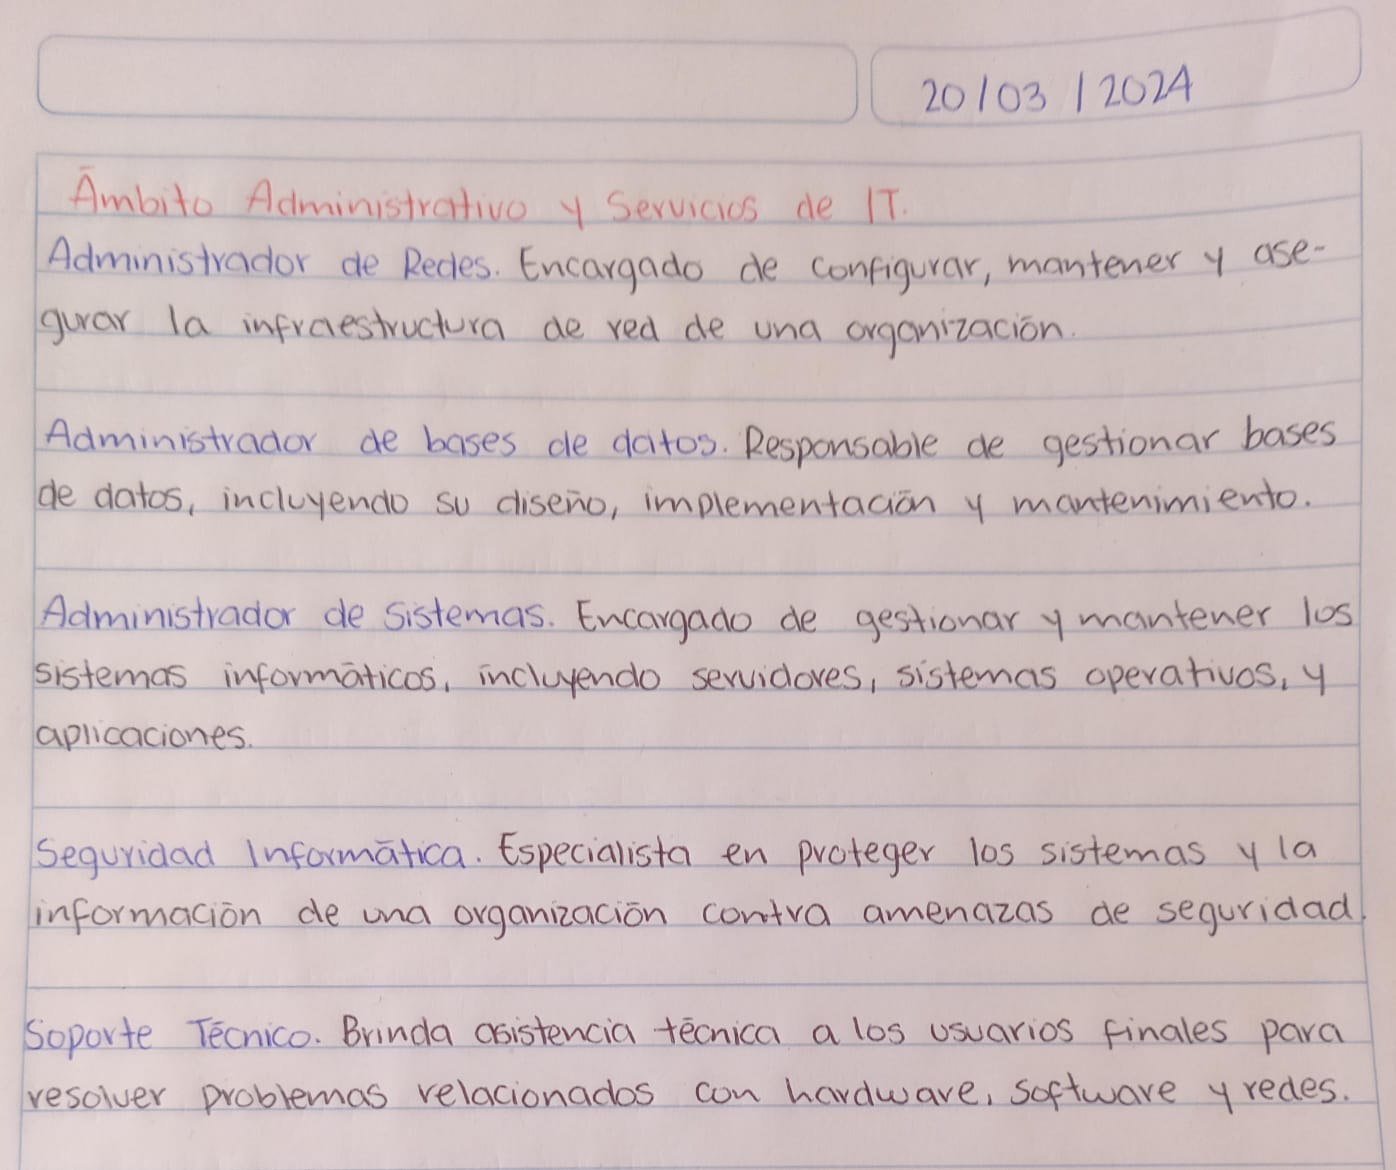 20/03/2024
Ámbito Administrativo y Servicios de IT.
Administrador de Redes. Encargado de configurar, mantener y ase-
gurar la infraestructura de red de una organización.
Administrador de bases de datos. Responsable de gestionar bases
de datos, incluyendo su diseño, implementación y mantenimiento.
Administrador de sistemas. Encargado de gestionar y mantener los
sistemas informáticos, incluyendo servidores, sistemas operativos, y
aplicaciones.
Seguridad Informática. Especialista en proteger los sistemas y la
información de una organización contra amenazas de seguridad.
Soporte Técnico. Brinda asistencia técnica a los usuarios finales para
resolver problemas relacionados con hardware, software y redes.